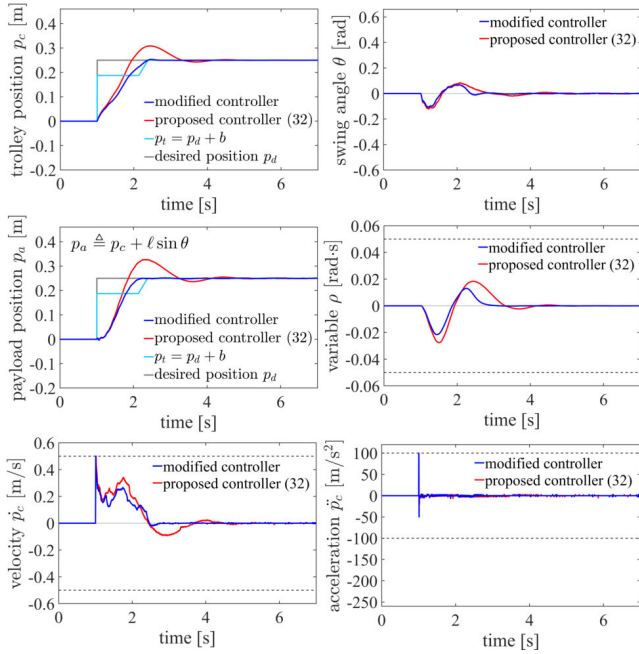 trolley position p_c [m]
0.4
0.3
0.2
0.1
0
-0.1
-0.2
modified controller
proposed controller (32)
p_t = p_d + b
desired position p_d
0 2 4 6
time [s]
swing angle θ [rad]
0.6
0.4
0.2
0
-0.2
-0.4
-0.6
modified controller
proposed controller (32)
0 2 4 6
time [s]
payload position p_a [m]
0.4
0.3
0.2
0.1
0
-0.1
-0.2
p_a ≜ p_c + ℓ sin θ
modified controller
proposed controller (32)
p_t = p_d + b
desired position p_d
0 2 4 6
time [s]
variable ρ [rad·s]
0.06
0.04
0.02
0
-0.02
-0.04
-0.06
modified controller
proposed controller (32)
0 2 4 6
time [s]
velocity ṗ_c [m/s]
0.6
0.4
0.2
0
-0.2
-0.4
-0.6
modified controller
proposed controller (32)
0 2 4 6
time [s]
acceleration p̈_c [m/s²]
100
50
0
-50
-100
-150
-200
-250
modified controller
proposed controller (32)
0 2 4 6
time [s]